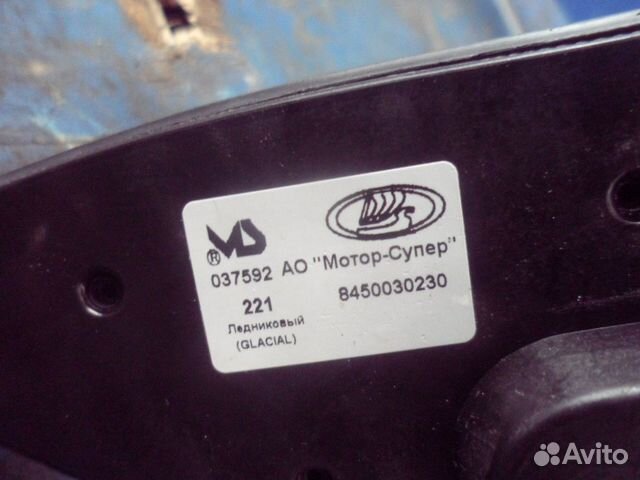 MS
®
037592 АО "Мотор-Супер"
221 8450030230
Ледниковый
(GLACIAL)
Avito